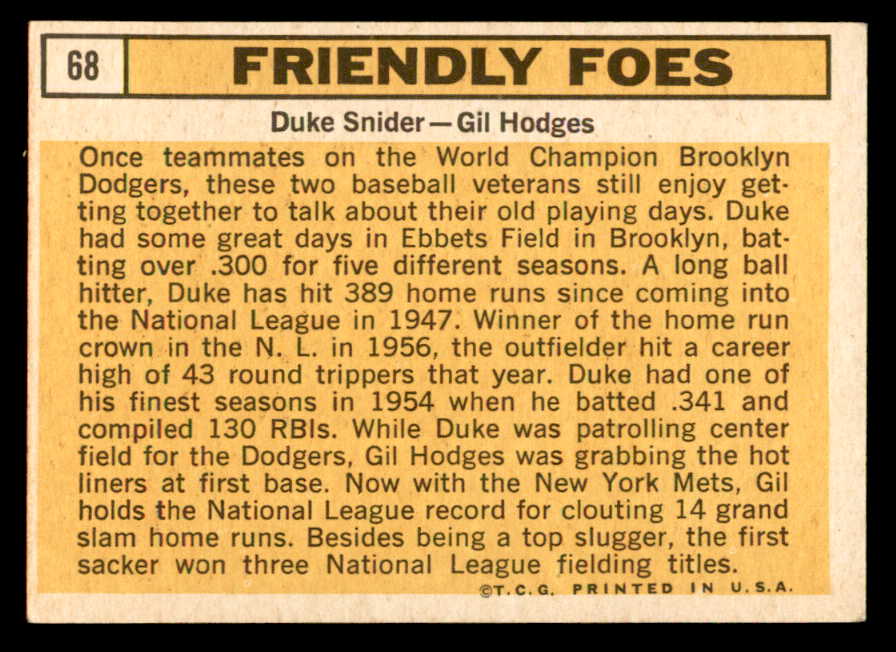 68
FRIENDLY FOES
Duke Snider—Gil Hodges
Once teammates on the World Champion Brooklyn
Dodgers, these two baseball veterans still enjoy get-
ting together to talk about their old playing days. Duke
had some great days in Ebbets Field in Brooklyn, bat-
ting over .300 for five different seasons. A long ball
hitter, Duke has hit 389 home runs since coming into
the National League in 1947. Winner of the home run
crown in the N. L. in 1956, the outfielder hit a career
high of 43 round trippers that year. Duke had one of
his finest seasons in 1954 when he batted .341 and
compiled 130 RBIs. While Duke was patrolling center
field for the Dodgers, Gil Hodges was grabbing the hot
liners at first base. Now with the New York Mets, Gil
holds the National League record for clouting 14 grand
slam home runs. Besides being a top slugger, the first
sacker won three National League fielding titles.
©T.C.G. PRINTED IN U.S.A.